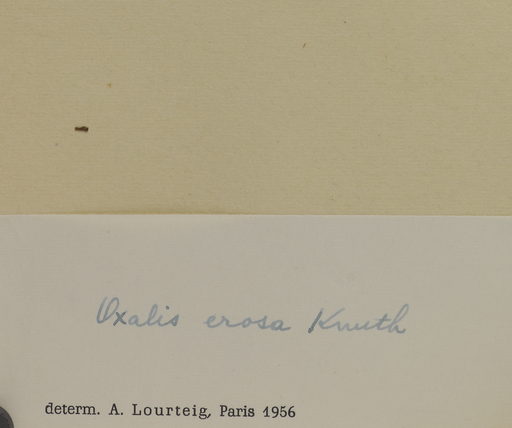 Oxalis erosa Knuth
determ. A. Lourteig, Paris 1956